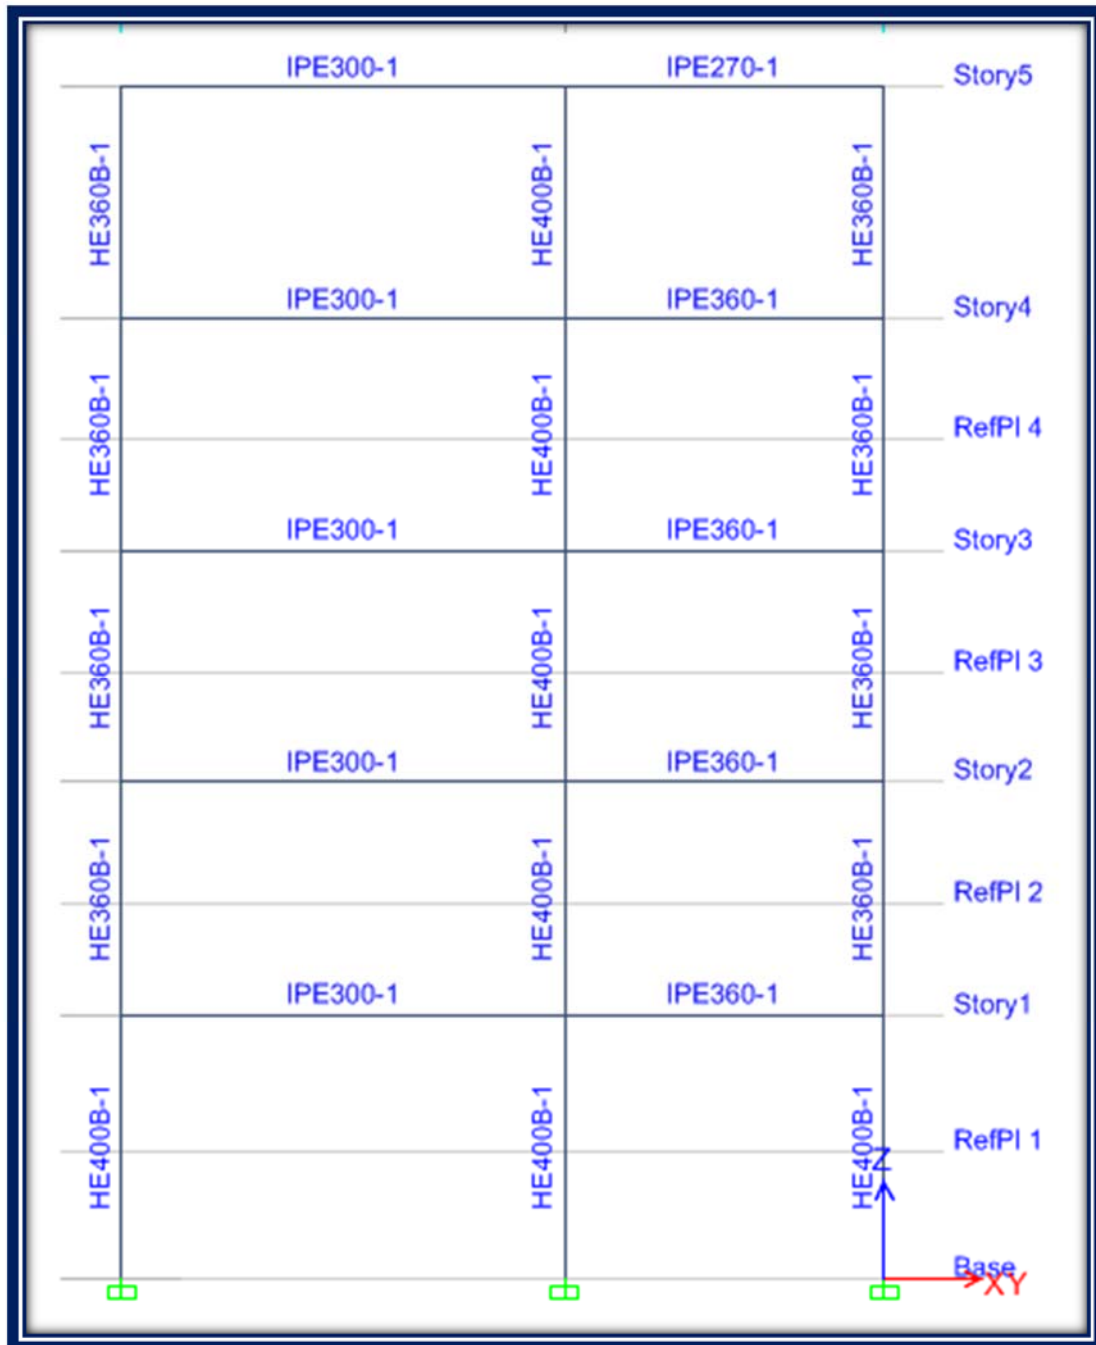 IPE300-1 IPE270-1 Story5
HE360B-1 HE400B-1 HE360B-1
IPE300-1 IPE360-1 Story4
HE360B-1 HE400B-1 HE360B-1 RefPl 4
IPE300-1 IPE360-1 Story3
HE360B-1 HE400B-1 HE360B-1 RefPl 3
IPE300-1 IPE360-1 Story2
HE360B-1 HE400B-1 HE360B-1 RefPl 2
IPE300-1 IPE360-1 Story1
HE400B-1 HE400B-1 HE400B-1 RefPl 1
Z
Base
XY